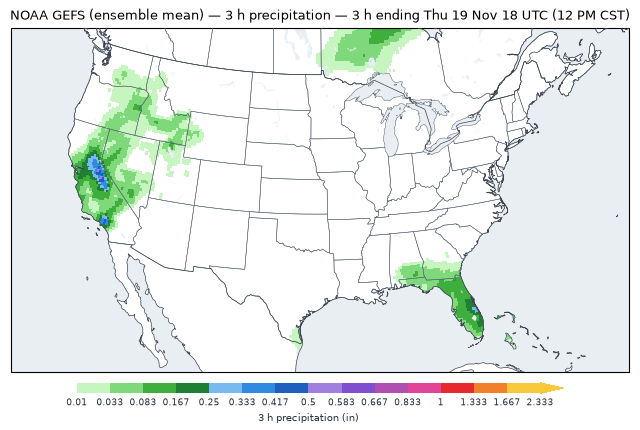 NOAA GEFS (ensemble mean) — 3 h precipitation — 3 h ending Thu 19 Nov 18 UTC (12 PM CST)
0.01 0.033 0.083 0.167 0.25 0.333 0.417 0.5 0.583 0.667 0.833 1 1.333 1.667 2.333
3 h precipitation (in)